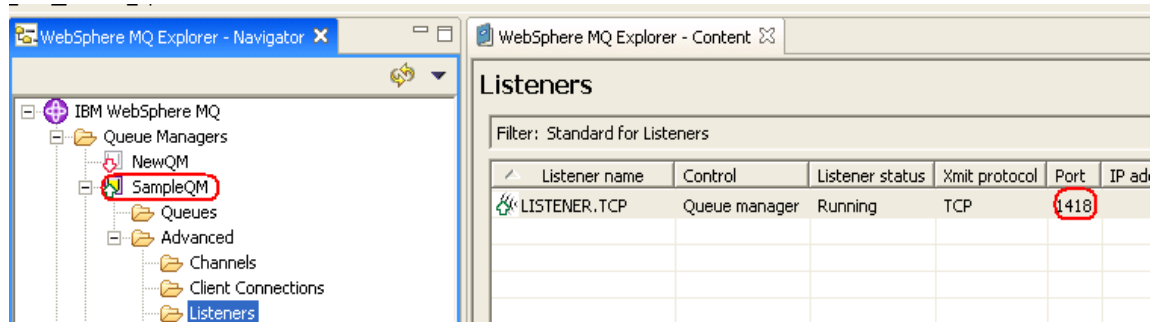 WebSphere MQ Explorer - Navigator
IBM WebSphere MQ
Queue Managers
NewQM
SampleQM
Queues
Advanced
Channels
Client Connections
Listeners
WebSphere MQ Explorer - Content
Listeners
Filter: Standard for Listeners
Listener name Control Listener status Xmit protocol Port IP add
LISTENER.TCP Queue manager Running TCP 1418